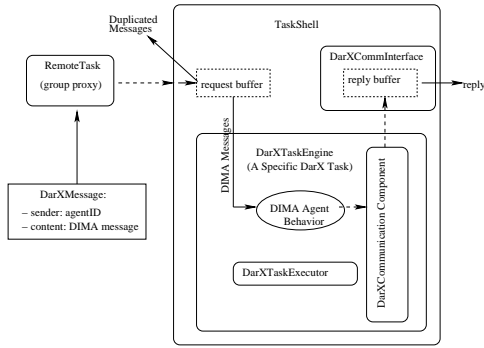 Duplicated
Messages
TaskShell
RemoteTask
(group proxy)
DarXCommInterface
request buffer
reply buffer
reply
DIMA Messages
DarXTaskEngine
(A Specific DarX Task)
DarXMessage:
– sender: agentID
– content: DIMA message
DIMA Agent
Behavior
DarXCommunication Component
DarXTaskExecutor